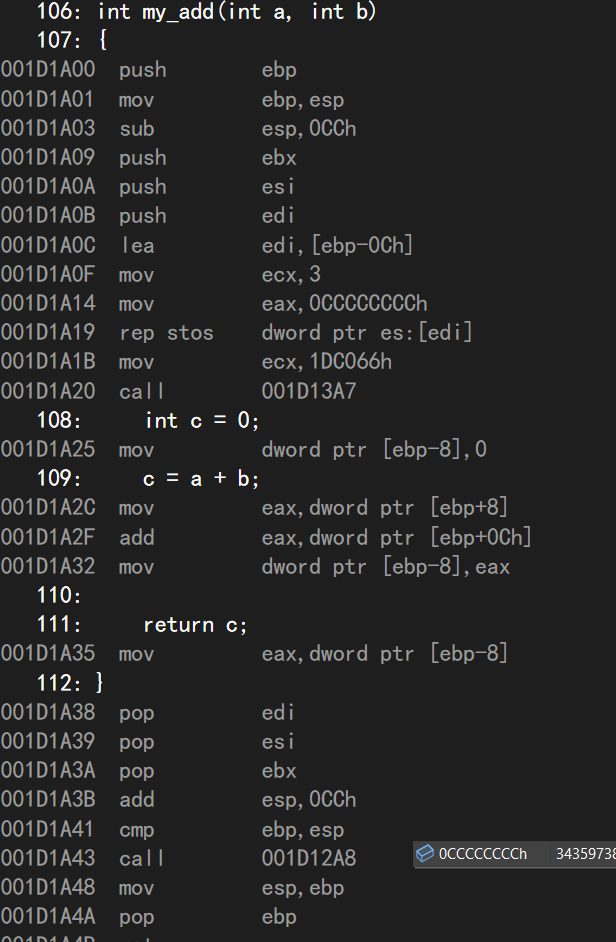 106: int my_add(int a, int b)
107: {
001D1A00 push ebp
001D1A01 mov ebp,esp
001D1A03 sub esp,0CCh
001D1A09 push ebx
001D1A0A push esi
001D1A0B push edi
001D1A0C lea edi,[ebp-0Ch]
001D1A0F mov ecx,3
001D1A14 mov eax,0CCCCCCCCh
001D1A19 rep stos dword ptr es:[edi]
001D1A1B mov ecx,1DC066h
001D1A20 call 001D13A7
108: int c = 0;
001D1A25 mov dword ptr [ebp-8],0
109: c = a + b;
001D1A2C mov eax,dword ptr [ebp+8]
001D1A2F add eax,dword ptr [ebp+0Ch]
001D1A32 mov dword ptr [ebp-8],eax
110:
111: return c;
001D1A35 mov eax,dword ptr [ebp-8]
112: }
001D1A38 pop edi
001D1A39 pop esi
001D1A3A pop ebx
001D1A3B add esp,0CCh
001D1A41 cmp ebp,esp
001D1A43 call 001D12A8 0CCCCCCCCh 34359738
001D1A48 mov esp,ebp
001D1A4A pop ebp